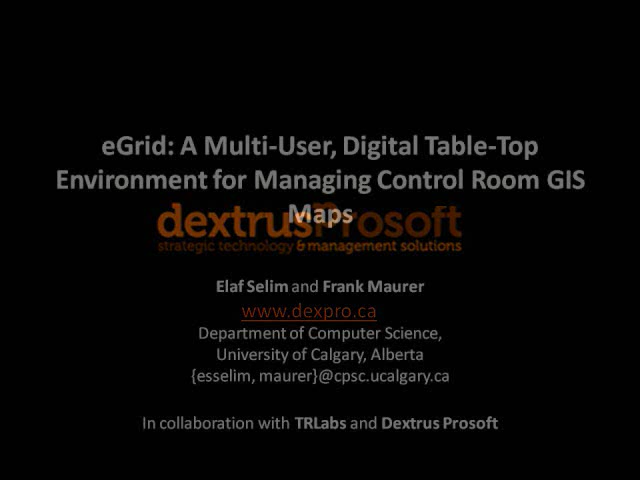 eGrid: A Multi-User, Digital Table-Top
Environment for Managing Control Room GIS
Maps
dextrusProsoft
strategic technology & management solutions
Elaf Selim and Frank Maurer
www.dexpro.ca
Department of Computer Science,
University of Calgary, Alberta
{esselim, maurer}@cpsc.ucalgary.ca
In collaboration with TRLabs and Dextrus Prosoft